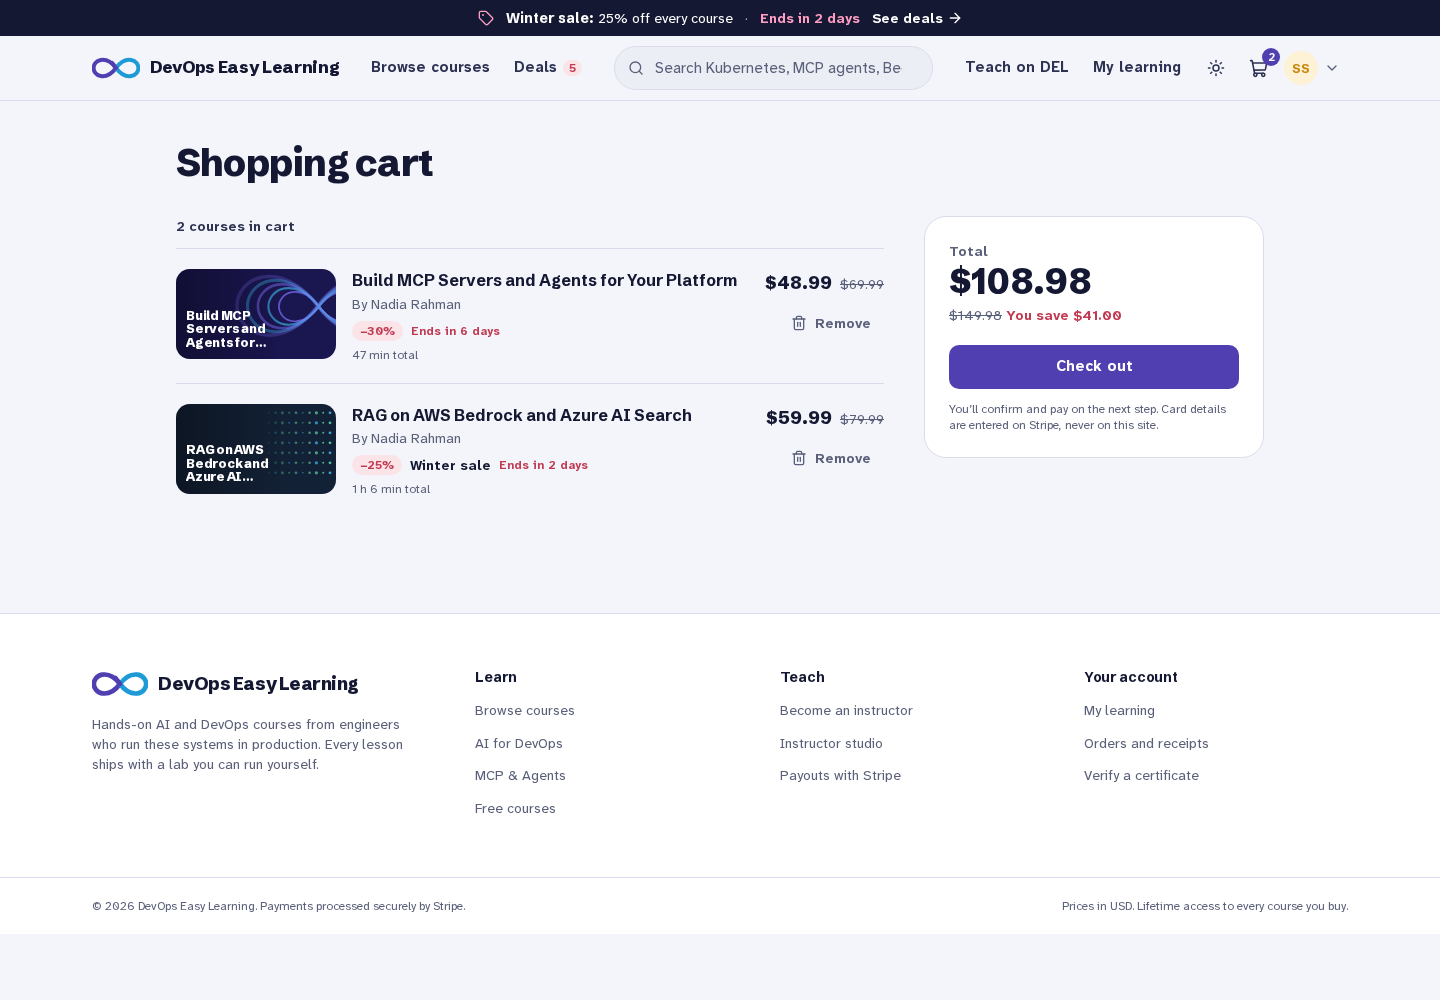 Winter sale: 25% off every course · Ends in 2 days See deals →
DevOps Easy Learning
Browse courses
Deals 5
Search Kubernetes, MCP agents, Be
Teach on DEL
My learning
2
SS
Shopping cart
2 courses in cart
Build MCP
Servers and
Agents for…
Build MCP Servers and Agents for Your Platform
By Nadia Rahman
−30% Ends in 6 days
47 min total
$48.99 $69.99
Remove
RAG on AWS
Bedrock and
Azure AI…
RAG on AWS Bedrock and Azure AI Search
By Nadia Rahman
−25% Winter sale Ends in 2 days
1 h 6 min total
$59.99 $79.99
Remove
Total
$108.98
$149.98 You save $41.00
Check out
You’ll confirm and pay on the next step. Card details
are entered on Stripe, never on this site.
DevOps Easy Learning
Hands-on AI and DevOps courses from engineers
who run these systems in production. Every lesson
ships with a lab you can run yourself.
Learn
Browse courses
AI for DevOps
MCP & Agents
Free courses
Teach
Become an instructor
Instructor studio
Payouts with Stripe
Your account
My learning
Orders and receipts
Verify a certificate
© 2026 DevOps Easy Learning. Payments processed securely by Stripe.
Prices in USD. Lifetime access to every course you buy.